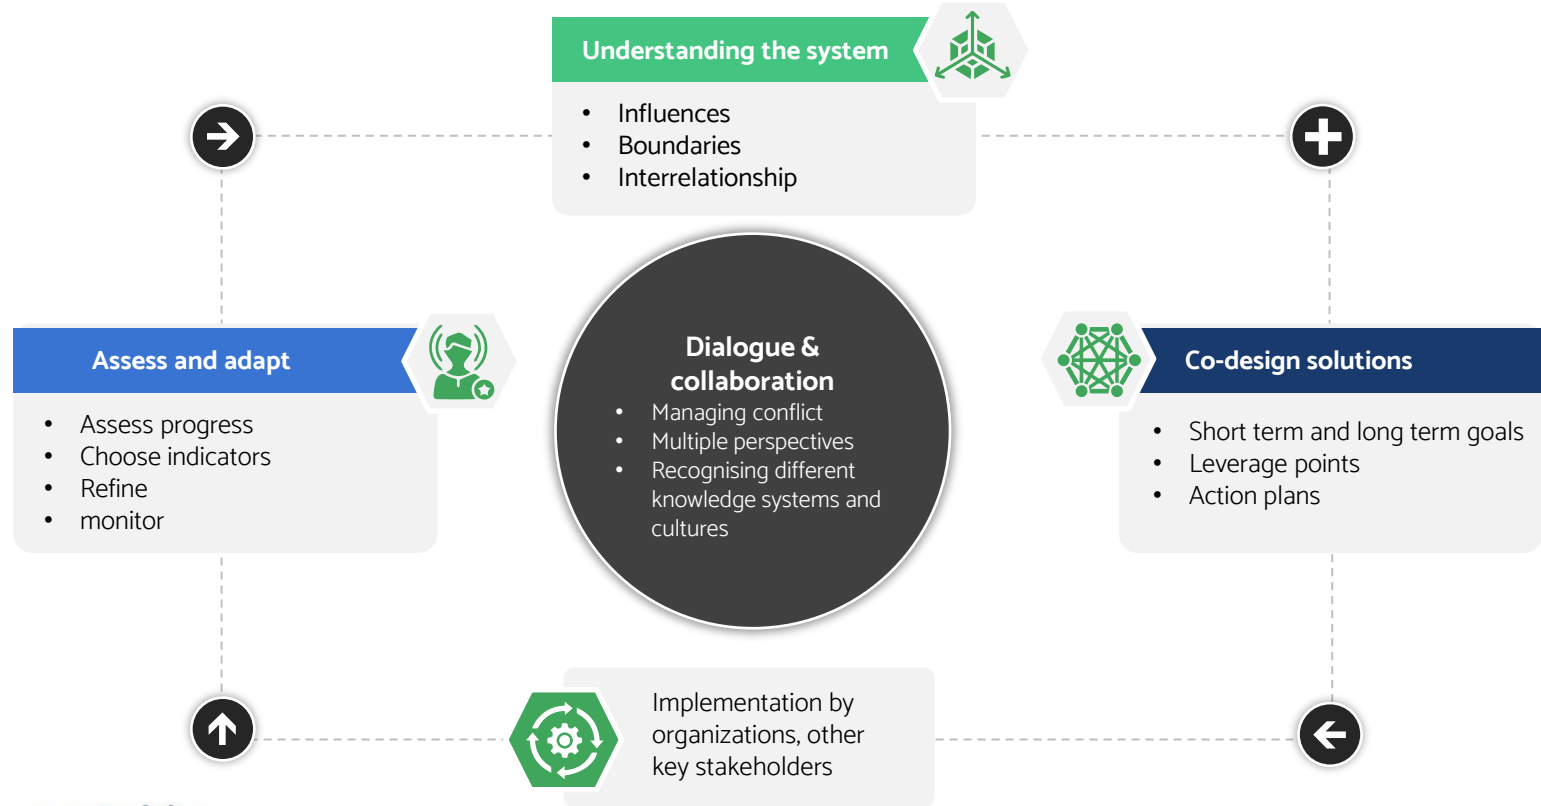 Understanding the system
• Influences
• Boundaries
• Interrelationship
Assess and adapt
• Assess progress
• Choose indicators
• Refine
• monitor
Dialogue &
collaboration
• Managing conflict
• Multiple perspectives
• Recognising different
knowledge systems and
cultures
Co-design solutions
• Short term and long term goals
• Leverage points
• Action plans
Implementation by
organizations, other
key stakeholders